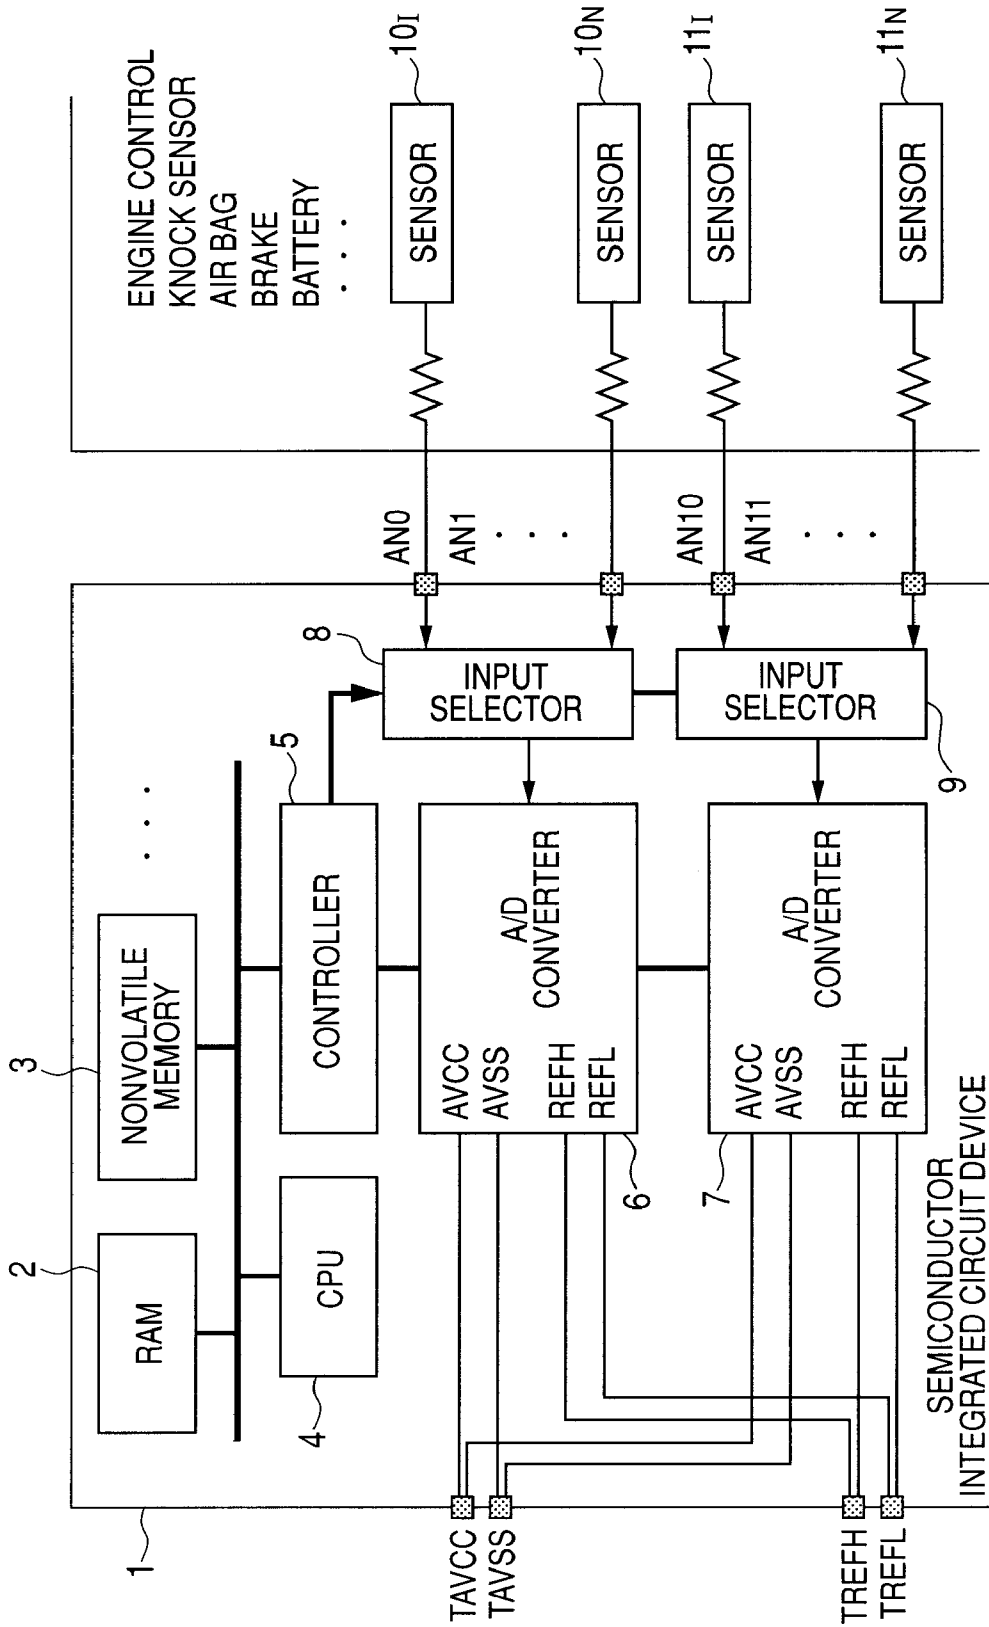 ENGINE CONTROL
KNOCK SENSOR
AIR BAG
BRAKE
BATTERY
. . .
1
2
RAM
3
NONVOLATILE
MEMORY
. . .
4
CPU
5
CONTROLLER
8
INPUT
SELECTOR
AN0
AN1
. . .
SENSOR
10I
SENSOR
10N
TAVCC
TAVSS
AVCC
AVSS
REFH
REFL
A/D
CONVERTER
6
INPUT
SELECTOR
9
AN10
AN11
. . .
SENSOR
11I
SENSOR
11N
7
AVCC
AVSS
REFH
REFL
A/D
CONVERTER
TREFH
TREFL
SEMICONDUCTOR
INTEGRATED CIRCUIT DEVICE